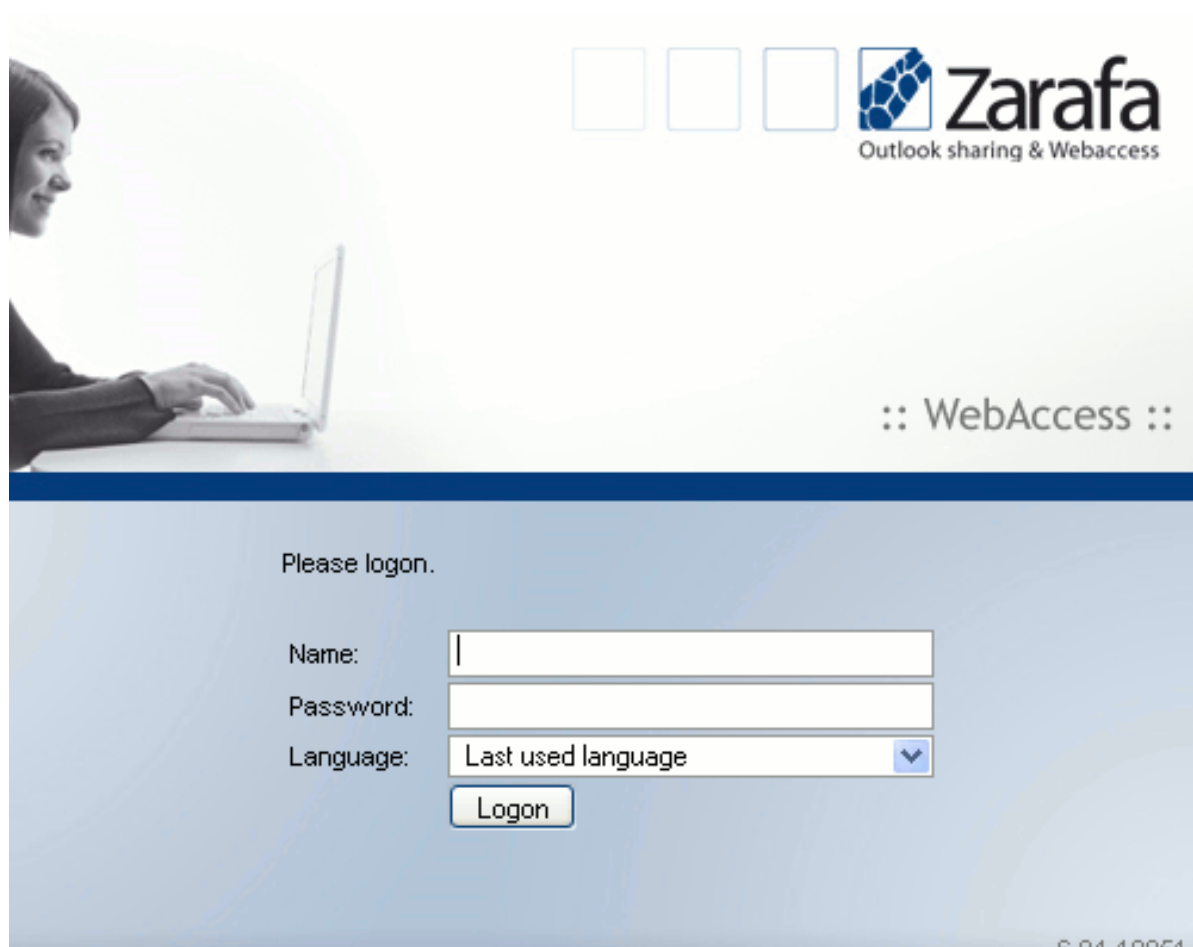 Zarafa
Outlook sharing & Webaccess
:: WebAccess ::
Please logon.
Name:
Password:
Language: Last used language
Logon